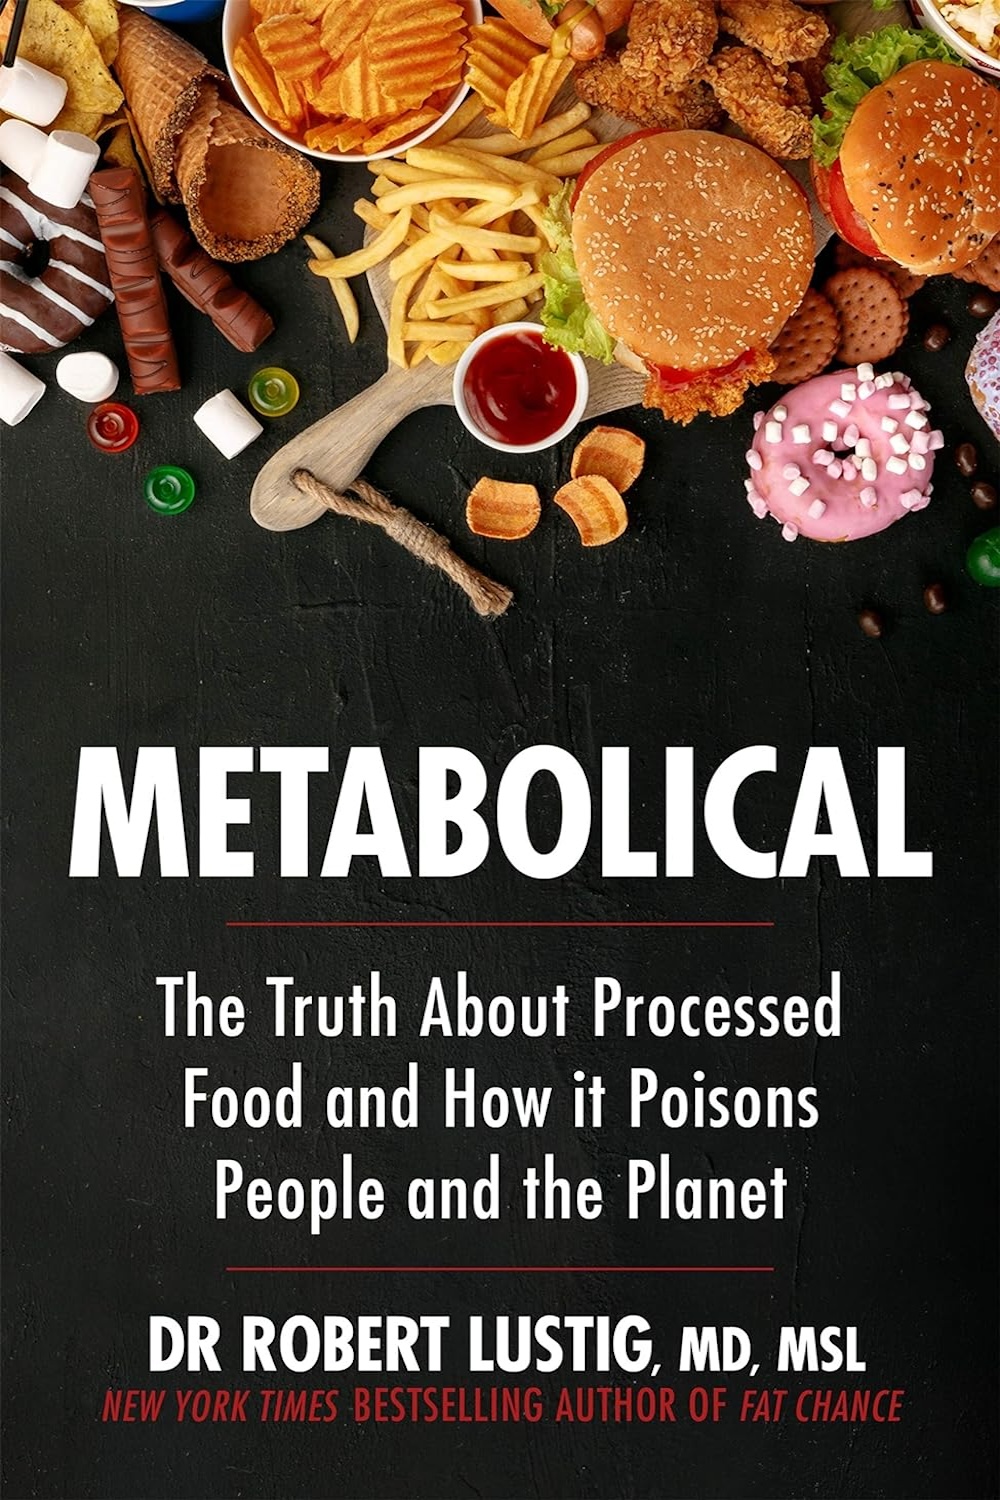 METABOLICAL
The Truth About Processed
Food and How it Poisons
People and the Planet
DR ROBERT LUSTIG, MD, MSL
NEW YORK TIMES BESTSELLING AUTHOR OF FAT CHANCE